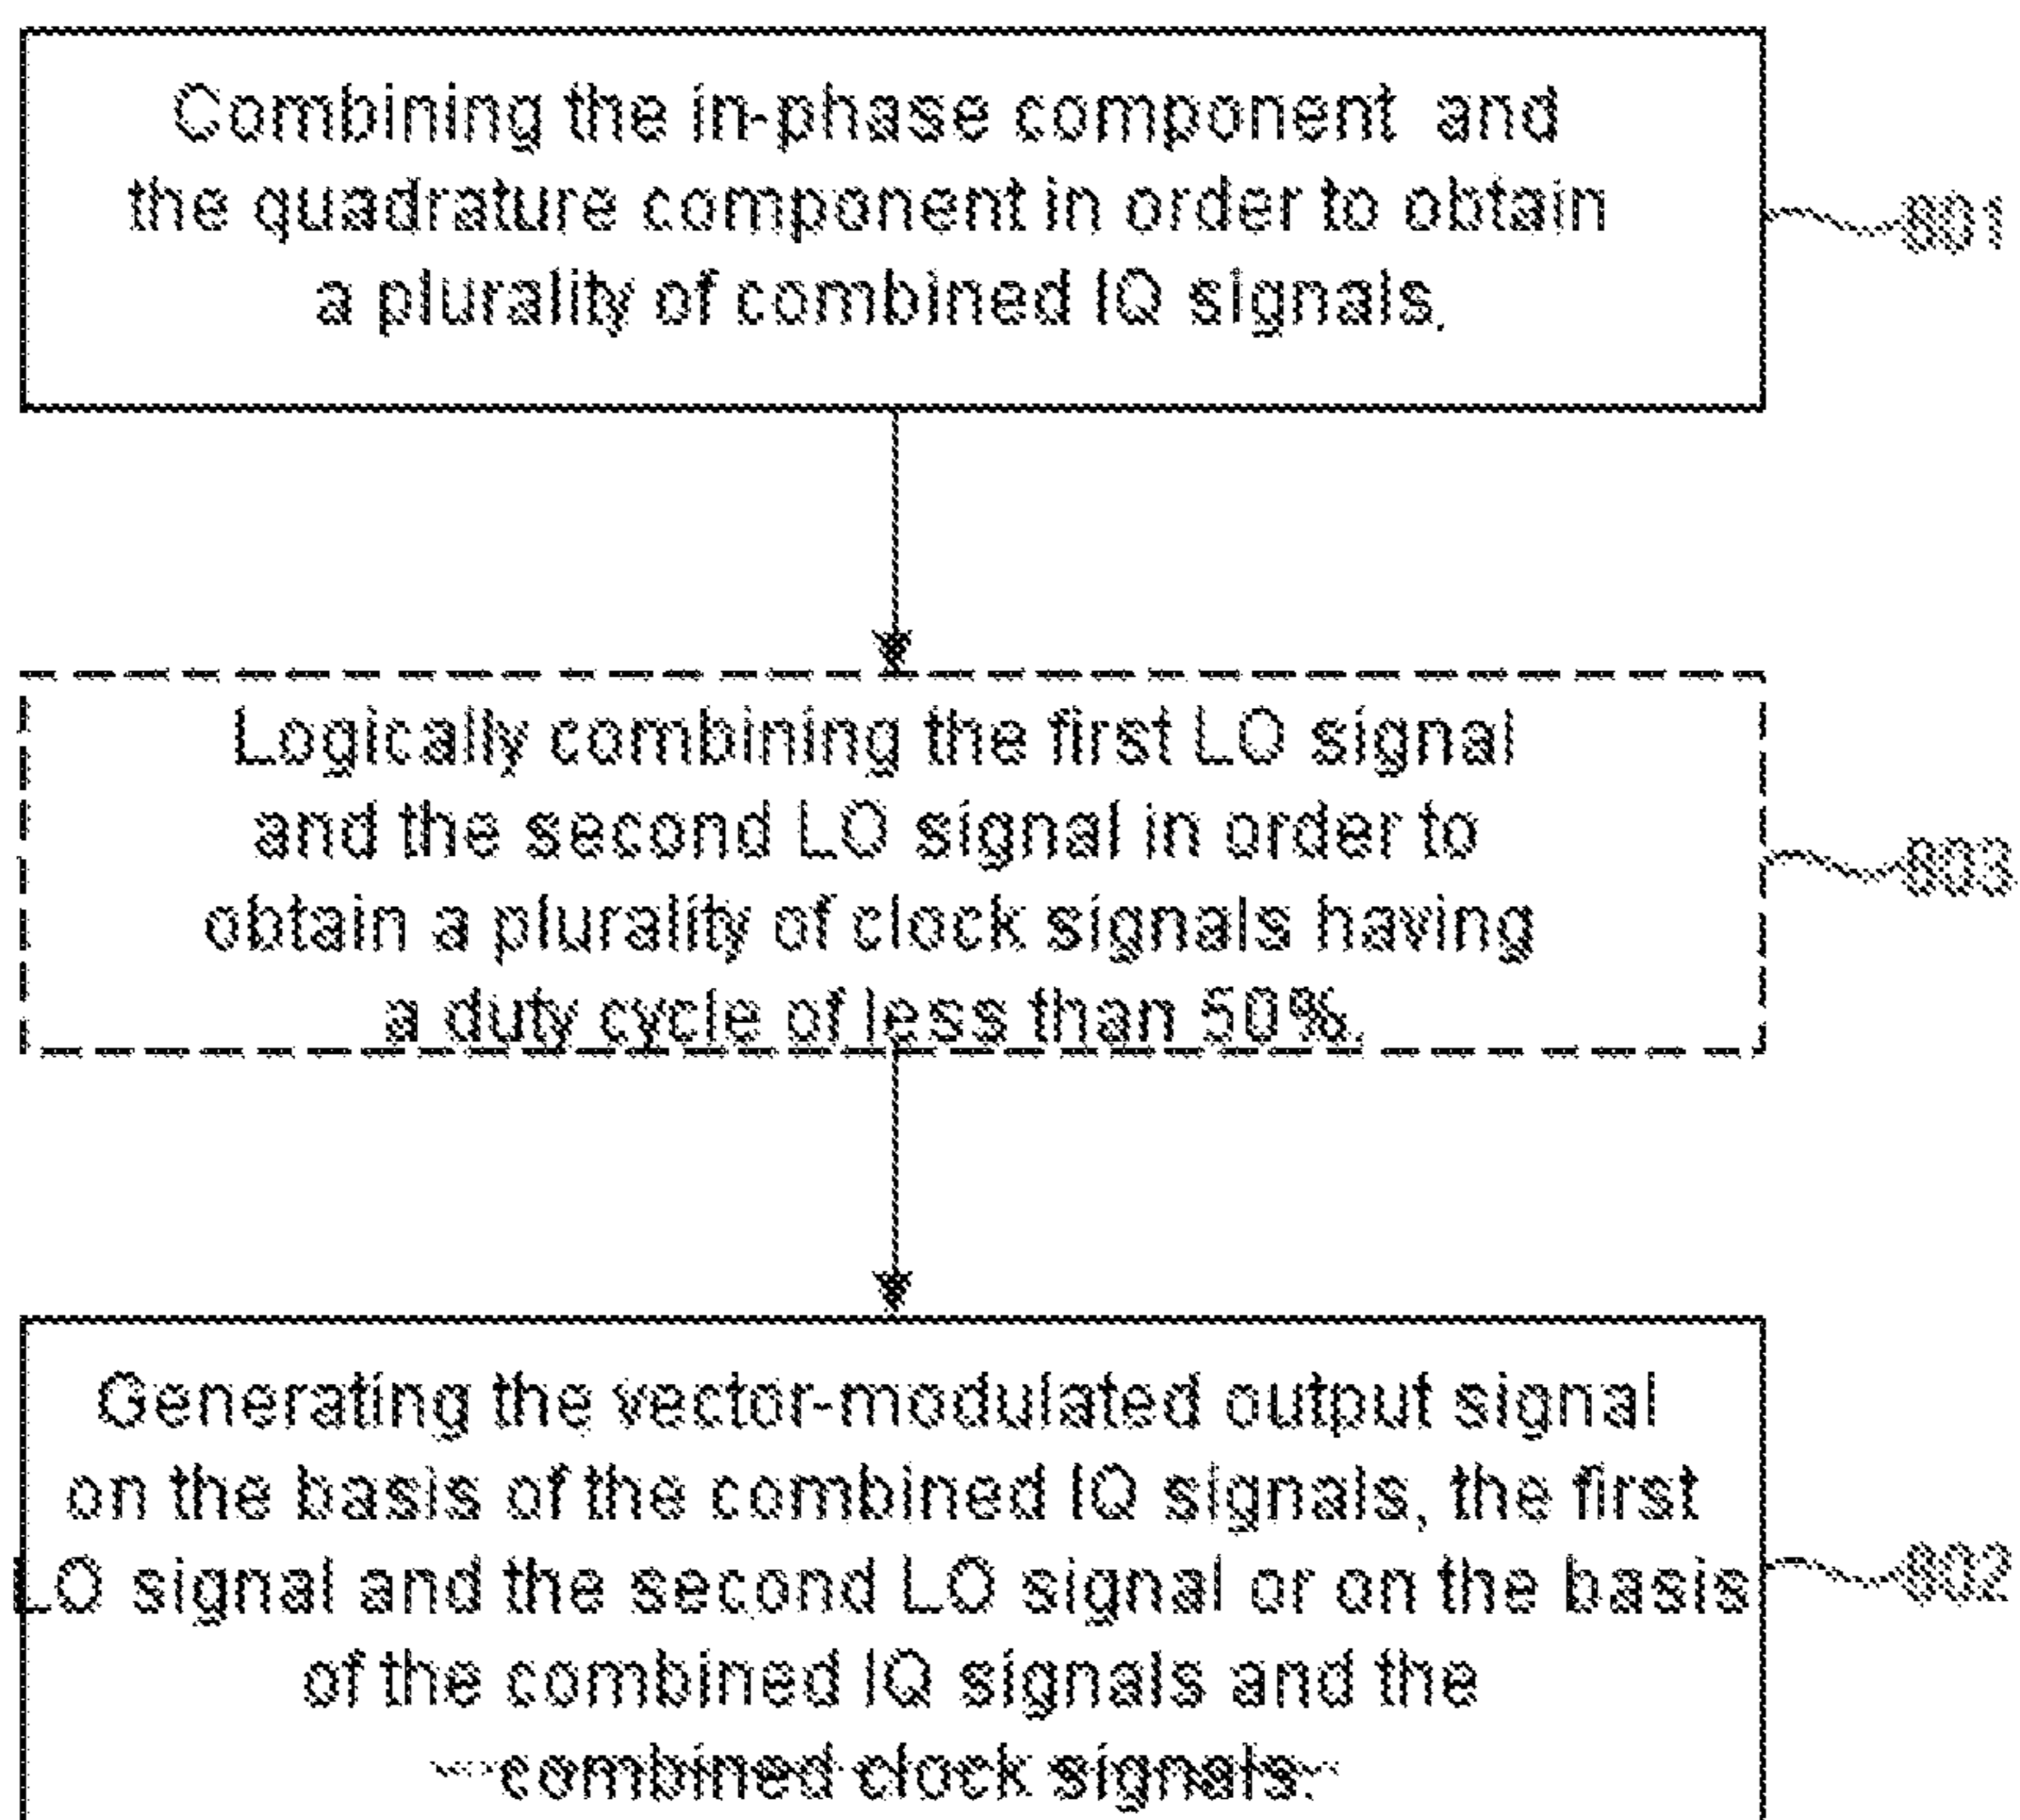 Combining the in-phase component and
the quadrature component in order to obtain
a plurality of combined IQ signals.
801
Logically combining the first LO signal
and the second LO signal in order to
obtain a plurality of clock signals having
a duty cycle of less than 50%.
803
Generating the vector-modulated output signal
on the basis of the combined IQ signals, the first
LO signal and the second LO signal or on the basis
of the combined IQ signals and the
combined clock signals.
802